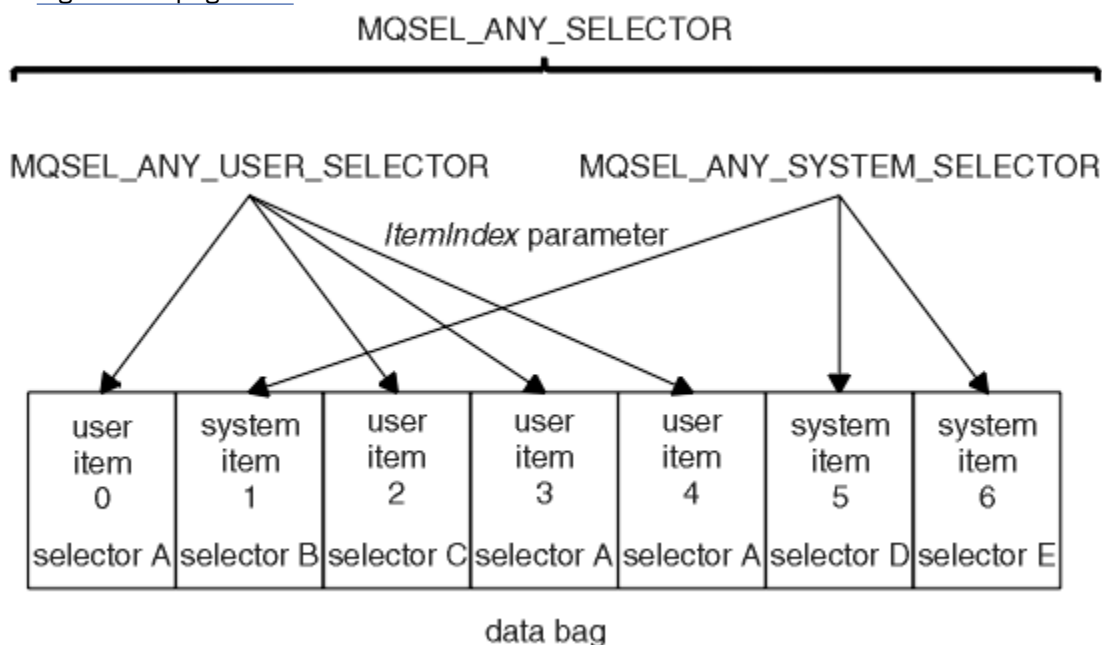 MQSEL_ANY_SELECTOR
MQSEL_ANY_USER_SELECTOR
MQSEL_ANY_SYSTEM_SELECTOR
ItemIndex parameter
user
item
0
selector A
system
item
1
selector B
user
item
2
selector C
user
item
3
selector A
user
item
4
selector A
system
item
5
selector D
system
item
6
selector E
data bag